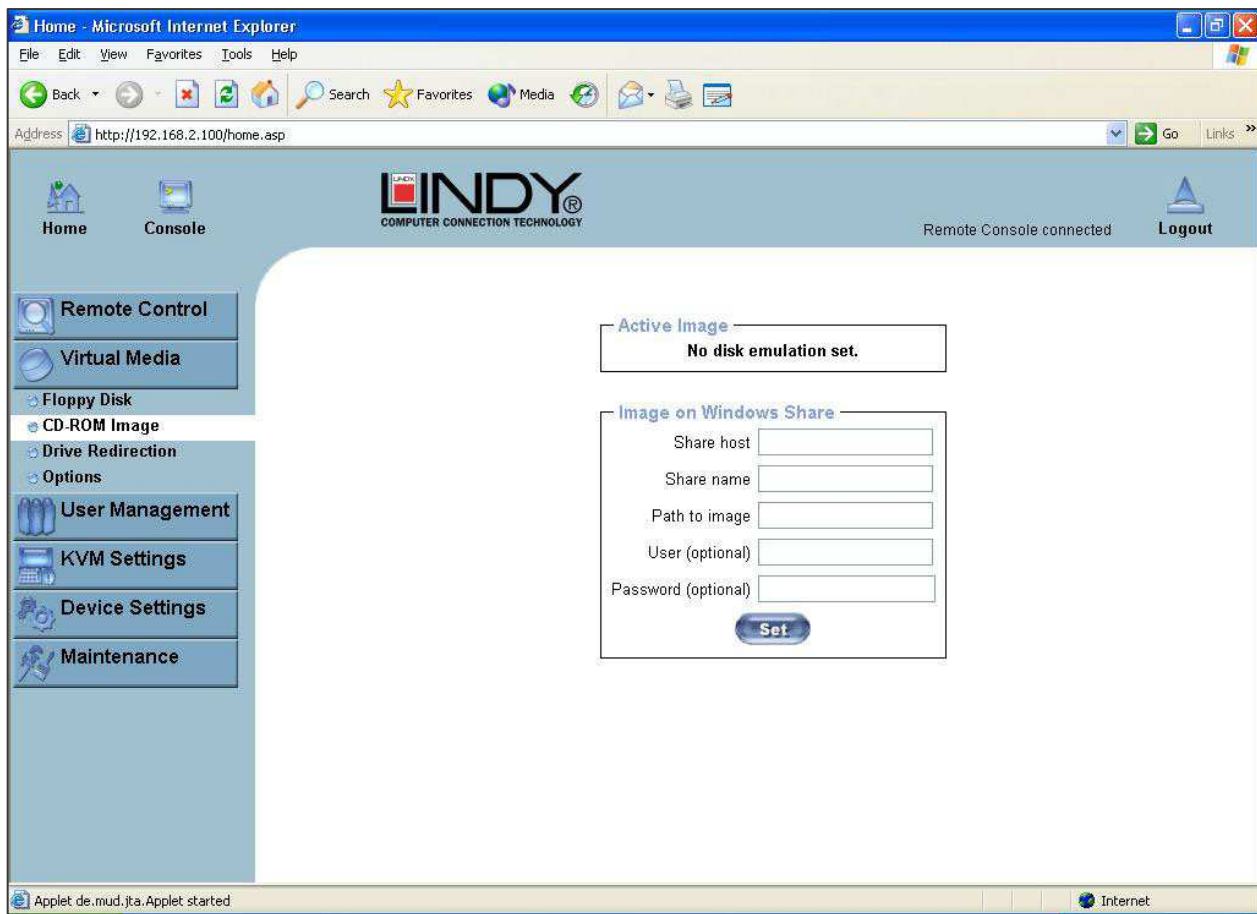 Home - Microsoft Internet Explorer
File Edit View Favorites Tools Help
Back Search Favorites Media
Address http://192.168.2.100/home.asp Go Links »
LINDY
LINDY®
COMPUTER CONNECTION TECHNOLOGY
Home Console Remote Console connected Logout
Remote Control
Virtual Media
Floppy Disk
CD-ROM Image
Drive Redirection
Options
User Management
KVM Settings
Device Settings
Maintenance
Active Image
No disk emulation set.
Image on Windows Share
Share host
Share name
Path to image
User (optional)
Password (optional)
Set
Applet de.mud.jta.Applet started Internet